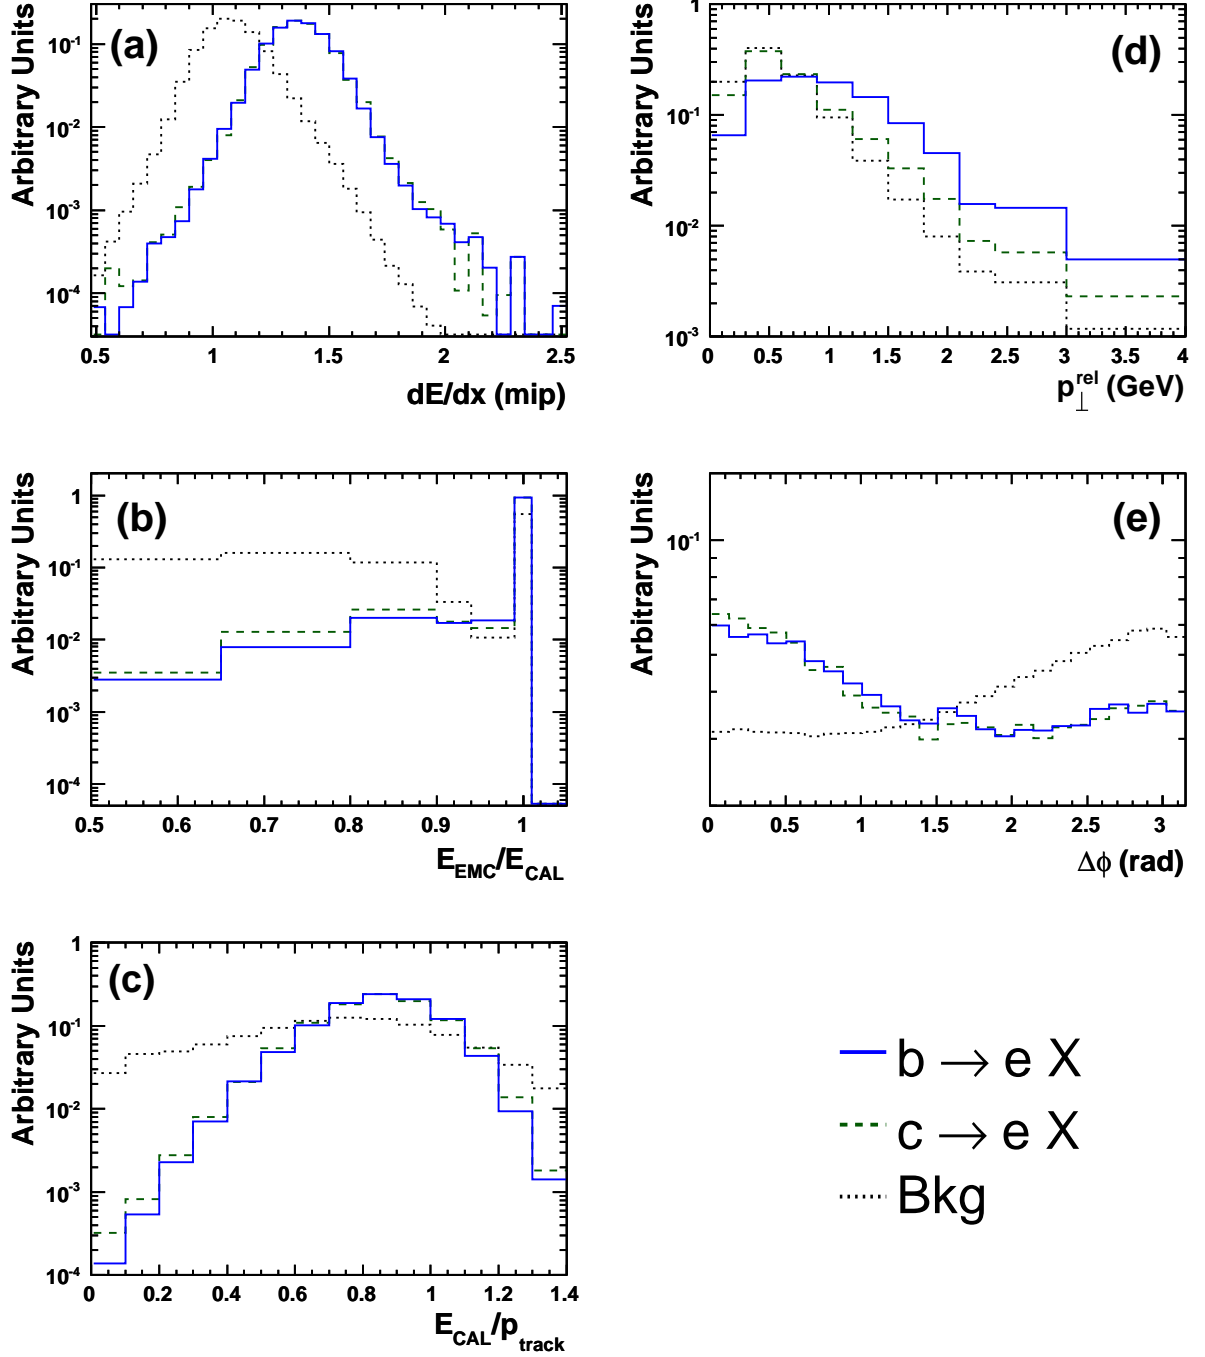 Arbitrary Units
(a)
10⁻¹
10⁻²
10⁻³
10⁻⁴
0.5 1 1.5 2 2.5
dE/dx (mip)
Arbitrary Units
(d)
1
10⁻¹
10⁻²
10⁻³
0 0.5 1 1.5 2 2.5 3 3.5 4
p⊥^rel (GeV)
Arbitrary Units
(b)
1
10⁻¹
10⁻²
10⁻³
10⁻⁴
0.5 0.6 0.7 0.8 0.9 1
E_EMC/E_CAL
Arbitrary Units
(e)
10⁻¹
0 0.5 1 1.5 2 2.5 3
Δϕ (rad)
Arbitrary Units
(c)
1
10⁻¹
10⁻²
10⁻³
10⁻⁴
0 0.2 0.4 0.6 0.8 1 1.2 1.4
E_CAL/p_track
b → e X
c → e X
Bkg